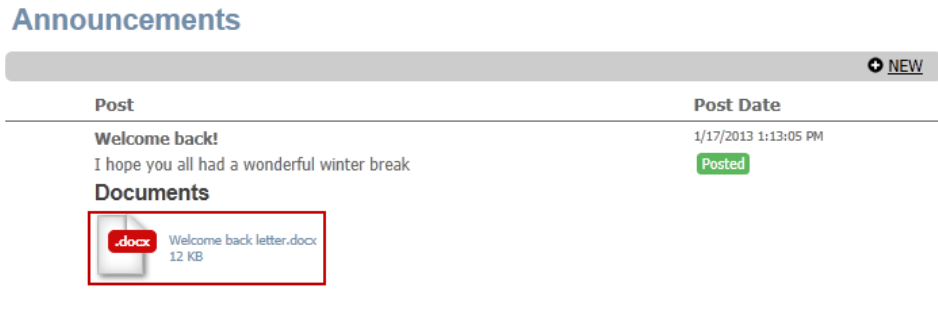 Announcements
NEW
Post Post Date
Welcome back! 1/17/2013 1:13:05 PM
I hope you all had a wonderful winter break Posted
Documents
.docx Welcome back letter.docx
12 KB